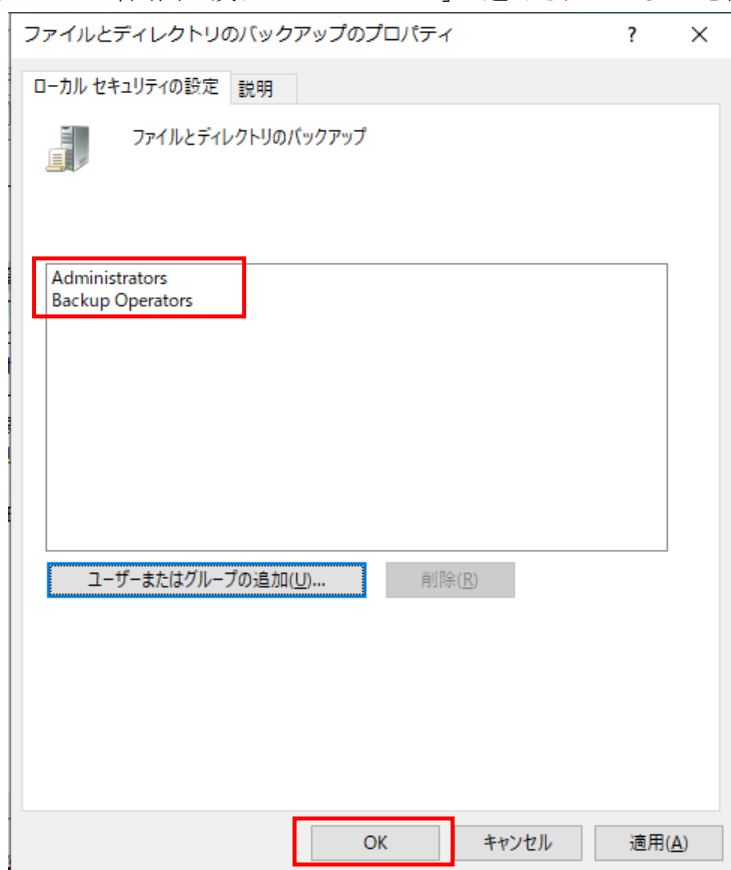 ファイルとディレクトリのバックアップのプロパティ ? ×
ローカル セキュリティの設定 説明
ファイルとディレクトリのバックアップ
Administrators
Backup Operators
ユーザーまたはグループの追加(U)... 削除(R)
OK キャンセル 適用(A)